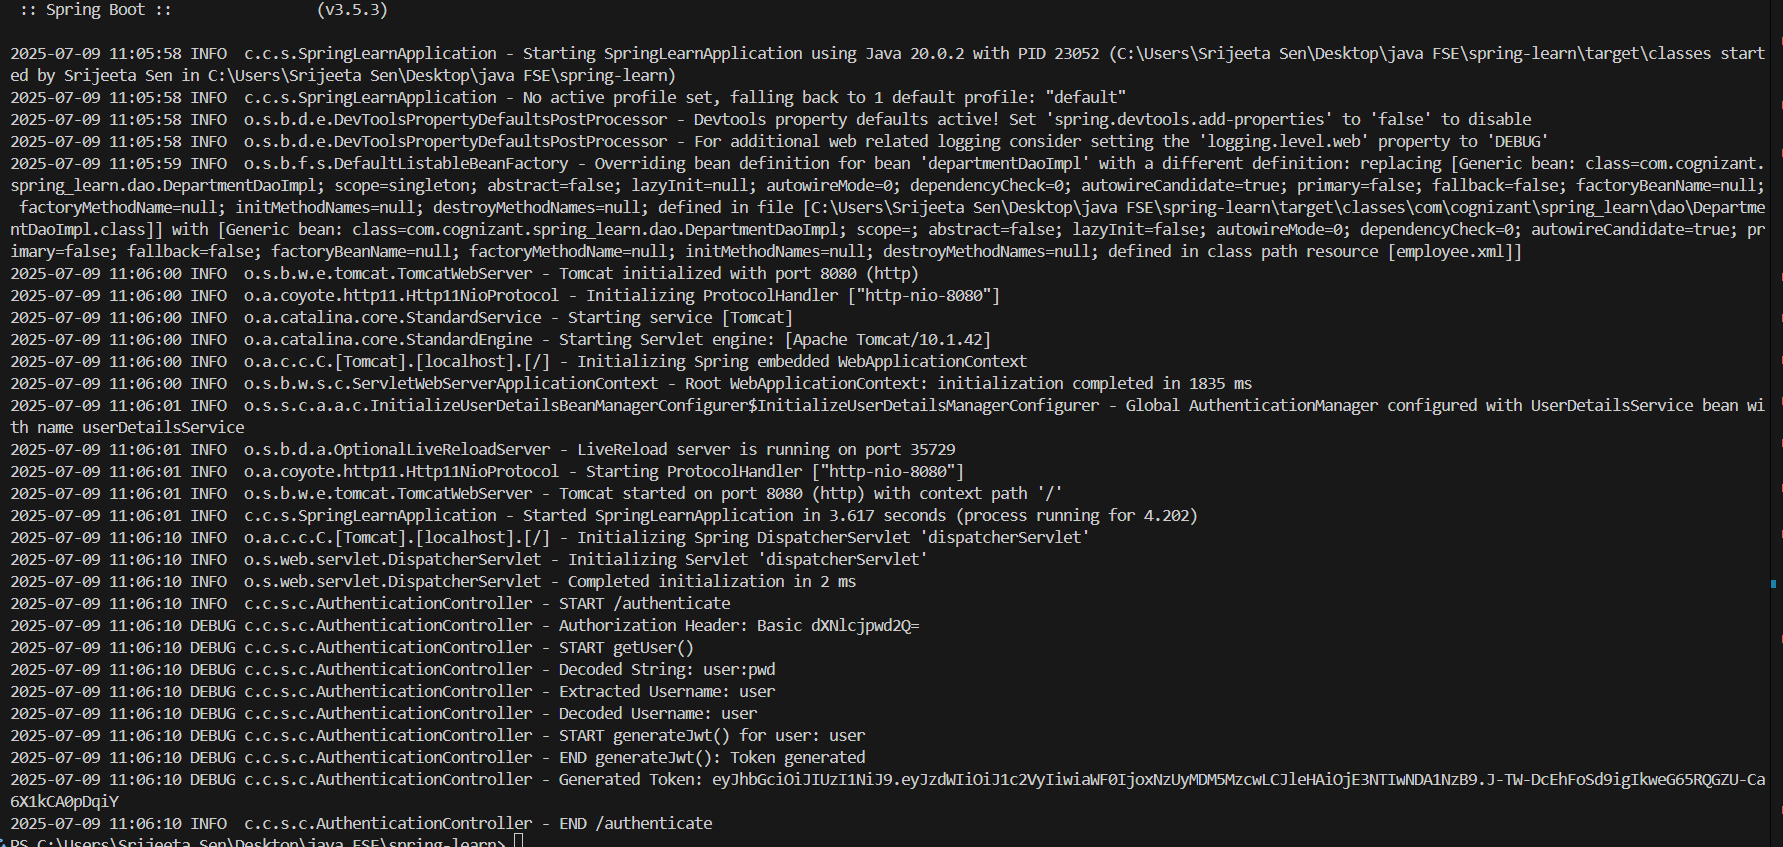 :: Spring Boot ::                (v3.5.3)
2025-07-09 11:05:58 INFO  c.c.s.SpringLearnApplication - Starting SpringLearnApplication using Java 20.0.2 with PID 23052 (C:\Users\Srijeeta Sen\Desktop\java FSE\spring-learn\target\classes start
ed by Srijeeta Sen in C:\Users\Srijeeta Sen\Desktop\java FSE\spring-learn)
2025-07-09 11:05:58 INFO  c.c.s.SpringLearnApplication - No active profile set, falling back to 1 default profile: "default"
2025-07-09 11:05:58 INFO  o.s.b.d.e.DevToolsPropertyDefaultsPostProcessor - Devtools property defaults active! Set 'spring.devtools.add-properties' to 'false' to disable
2025-07-09 11:05:58 INFO  o.s.b.d.e.DevToolsPropertyDefaultsPostProcessor - For additional web related logging consider setting the 'logging.level.web' property to 'DEBUG'
2025-07-09 11:05:59 INFO  o.s.b.f.s.DefaultListableBeanFactory - Overriding bean definition for bean 'departmentDaoImpl' with a different definition: replacing [Generic bean: class=com.cognizant.
spring_learn.dao.DepartmentDaoImpl; scope=singleton; abstract=false; lazyInit=null; autowireMode=0; dependencyCheck=0; autowireCandidate=true; primary=false; fallback=false; factoryBeanName=null;
factoryMethodName=null; initMethodNames=null; destroyMethodNames=null; defined in file [C:\Users\Srijeeta Sen\Desktop\java FSE\spring-learn\target\classes\com\cognizant\spring_learn\dao\Departme
ntDaoImpl.class]] with [Generic bean: class=com.cognizant.spring_learn.dao.DepartmentDaoImpl; scope=; abstract=false; lazyInit=false; autowireMode=0; dependencyCheck=0; autowireCandidate=true; pr
imary=false; fallback=false; factoryBeanName=null; factoryMethodName=null; initMethodNames=null; destroyMethodNames=null; defined in class path resource [employee.xml]]
2025-07-09 11:06:00 INFO  o.s.b.w.e.tomcat.TomcatWebServer - Tomcat initialized with port 8080 (http)
2025-07-09 11:06:00 INFO  o.a.coyote.http11.Http11NioProtocol - Initializing ProtocolHandler ["http-nio-8080"]
2025-07-09 11:06:00 INFO  o.a.catalina.core.StandardService - Starting service [Tomcat]
2025-07-09 11:06:00 INFO  o.a.catalina.core.StandardEngine - Starting Servlet engine: [Apache Tomcat/10.1.42]
2025-07-09 11:06:00 INFO  o.a.c.c.C.[Tomcat].[localhost].[/] - Initializing Spring embedded WebApplicationContext
2025-07-09 11:06:00 INFO  o.s.b.w.s.c.ServletWebServerApplicationContext - Root WebApplicationContext: initialization completed in 1835 ms
2025-07-09 11:06:01 INFO  o.s.s.c.a.a.c.InitializeUserDetailsBeanManagerConfigurer$InitializeUserDetailsManagerConfigurer - Global AuthenticationManager configured with UserDetailsService bean wi
th name userDetailsService
2025-07-09 11:06:01 INFO  o.s.b.d.a.OptionalLiveReloadServer - LiveReload server is running on port 35729
2025-07-09 11:06:01 INFO  o.a.coyote.http11.Http11NioProtocol - Starting ProtocolHandler ["http-nio-8080"]
2025-07-09 11:06:01 INFO  o.s.b.w.e.tomcat.TomcatWebServer - Tomcat started on port 8080 (http) with context path '/'
2025-07-09 11:06:01 INFO  c.c.s.SpringLearnApplication - Started SpringLearnApplication in 3.617 seconds (process running for 4.202)
2025-07-09 11:06:10 INFO  o.a.c.c.C.[Tomcat].[localhost].[/] - Initializing Spring DispatcherServlet 'dispatcherServlet'
2025-07-09 11:06:10 INFO  o.s.web.servlet.DispatcherServlet - Initializing Servlet 'dispatcherServlet'
2025-07-09 11:06:10 INFO  o.s.web.servlet.DispatcherServlet - Completed initialization in 2 ms
2025-07-09 11:06:10 INFO  c.c.s.c.AuthenticationController - START /authenticate
2025-07-09 11:06:10 DEBUG c.c.s.c.AuthenticationController - Authorization Header: Basic dXNlcjpwd2Q=
2025-07-09 11:06:10 DEBUG c.c.s.c.AuthenticationController - START getUser()
2025-07-09 11:06:10 DEBUG c.c.s.c.AuthenticationController - Decoded String: user:pwd
2025-07-09 11:06:10 DEBUG c.c.s.c.AuthenticationController - Extracted Username: user
2025-07-09 11:06:10 DEBUG c.c.s.c.AuthenticationController - Decoded Username: user
2025-07-09 11:06:10 DEBUG c.c.s.c.AuthenticationController - START generateJwt() for user: user
2025-07-09 11:06:10 DEBUG c.c.s.c.AuthenticationController - END generateJwt(): Token generated
2025-07-09 11:06:10 DEBUG c.c.s.c.AuthenticationController - Generated Token: eyJhbGciOiJIUzI1NiJ9.eyJzdWIiOiJ1c2VyIiwiaWF0IjoxNzUyMDM5MzcwLCJleHAiOjE3NTIwNDA1NzB9.J-TW-DcEhFoSd9igIkweG65RQGZU-Ca
6X1kCA0pDqiY
2025-07-09 11:06:10 INFO  c.c.s.c.AuthenticationController - END /authenticate
PS C:\Users\Srijeeta Sen\Desktop\java FSE\spring-learn>